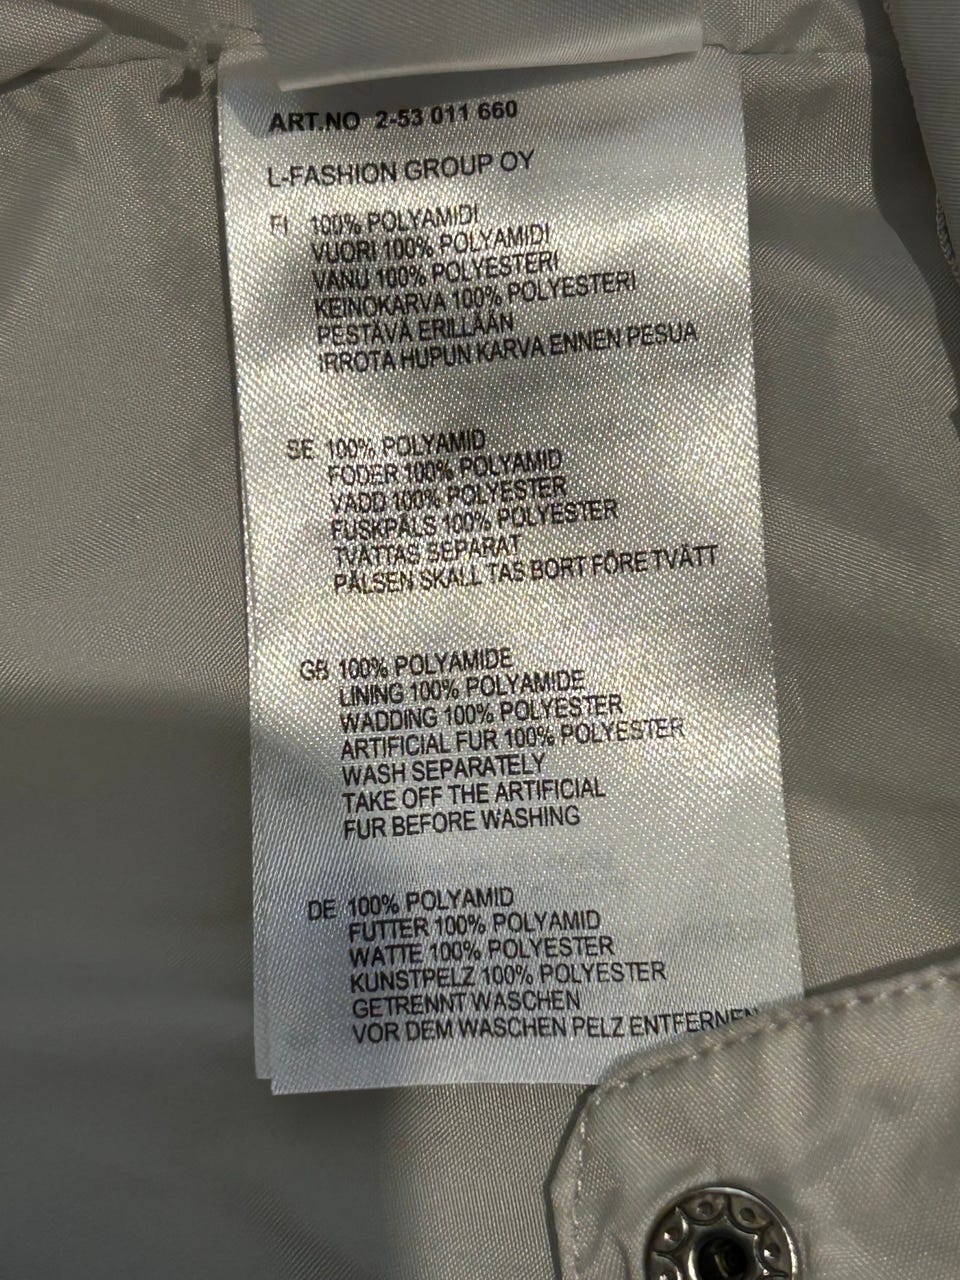 ART.NO 2-53 011 660
L-FASHION GROUP OY
FI 100% POLYAMIDI
VUORI 100% POLYAMIDI
VANU 100% POLYESTERI
KEINOKARVA 100% POLYESTERI
PESTÄVÄ ERILLÄÄN
IRROTA HUPUN KARVA ENNEN PESUA
SE 100% POLYAMID
FODER 100% POLYAMID
VADD 100% POLYESTER
FUSKPÄLS 100% POLYESTER
TVÄTTAS SEPARAT
PÄLSEN SKALL TAS BORT FÖRE TVÄTT
GB 100% POLYAMIDE
LINING 100% POLYAMIDE
WADDING 100% POLYESTER
ARTIFICIAL FUR 100% POLYESTER
WASH SEPARATELY
TAKE OFF THE ARTIFICIAL
FUR BEFORE WASHING
DE 100% POLYAMID
FUTTER 100% POLYAMID
WATTE 100% POLYESTER
KUNSTPELZ 100% POLYESTER
GETRENNT WASCHEN
VOR DEM WASCHEN PELZ ENTFERNEN